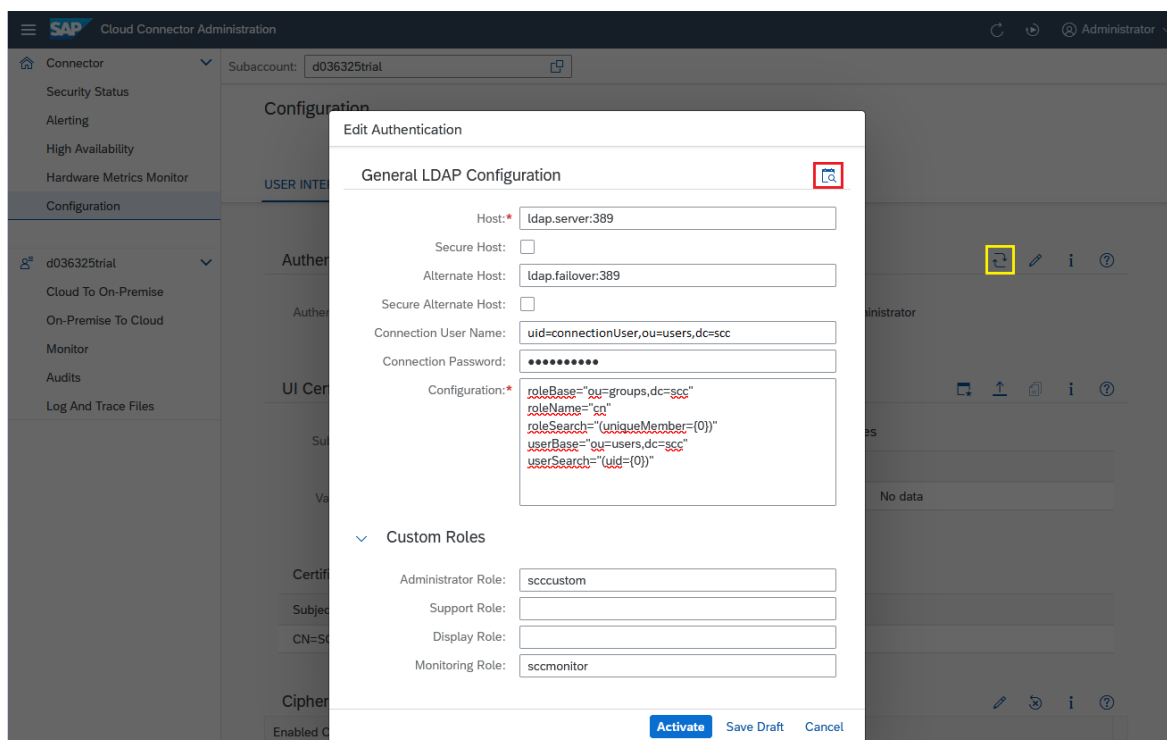 SAP Cloud Connector Administration
Administrator
Connector
Security Status
Alerting
High Availability
Hardware Metrics Monitor
Configuration
d036325trial
Cloud To On-Premise
On-Premise To Cloud
Monitor
Audits
Log And Trace Files
Subaccount: d036325trial
Configuration
USER INTE
Authen
Authen
inistrator
UI Cer
Su
es
Va
No data
Certifi
Subjec
CN=SC
Cipher
Enabled C
Edit Authentication
General LDAP Configuration
Host:* ldap.server:389
Secure Host:
Alternate Host: ldap.failover:389
Secure Alternate Host:
Connection User Name: uid=connectionUser,ou=users,dc=scc
Connection Password: ••••••••••
Configuration:* roleBase="ou=groups,dc=scc"
roleName="cn"
roleSearch="(uniqueMember={0})"
userBase="ou=users,dc=scc"
userSearch="(uid={0})"
Custom Roles
Administrator Role: scccustom
Support Role:
Display Role:
Monitoring Role: sccmonitor
Activate Save Draft Cancel